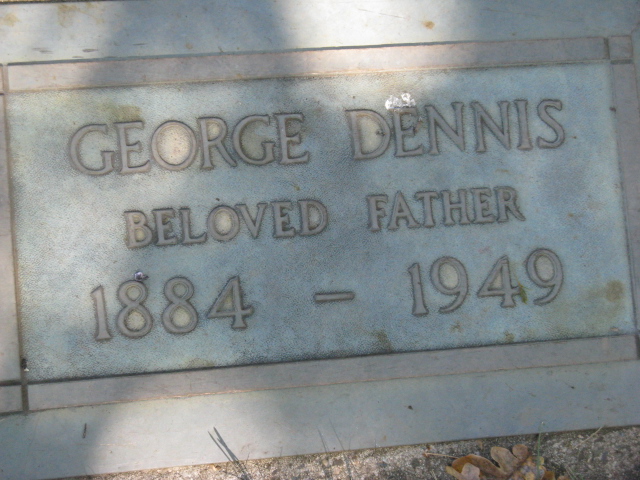 GEORGE DENNIS
BELOVED FATHER
1884 – 1949